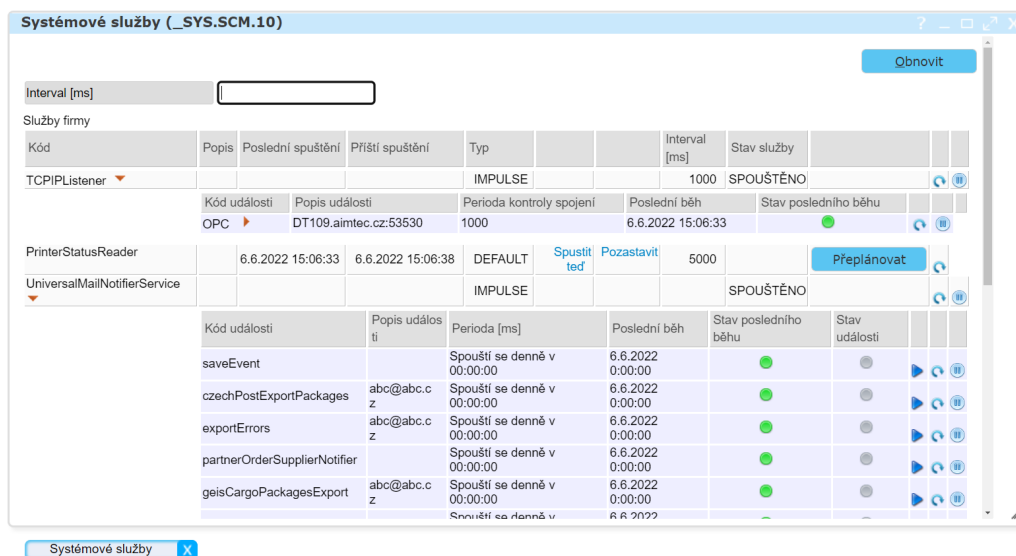 Systémové služby (_SYS.SCM.10)
Obnovit
Interval [ms]
Služby firmy
Kód Popis Poslední spuštění Příští spuštění Typ Interval [ms] Stav služby
TCPIPListener IMPULSE 1000 SPOUŠTĚNO
Kód události Popis události Perioda kontroly spojení Poslední běh Stav posledního běhu
OPC DT109.aimtec.cz:53530 1000 6.6.2022 15:06:33
PrinterStatusReader 6.6.2022 15:06:33 6.6.2022 15:06:38 DEFAULT Spustit teď Pozastavit 5000 Přeplánovat
UniversalMailNotifierService IMPULSE SPOUŠTĚNO
Kód události Popis událos ti Perioda [ms] Poslední běh Stav posledního běhu Stav události
saveEvent Spouští se denně v 00:00:00 6.6.2022 0:00:00
czechPostExportPackages abc@abc.c z Spouští se denně v 00:00:00 6.6.2022 0:00:00
exportErrors abc@abc.c z Spouští se denně v 00:00:00 6.6.2022 0:00:00
partnerOrderSupplierNotifier Spouští se denně v 00:00:00 6.6.2022 0:00:00
geisCargoPackagesExport abc@abc.c z Spouští se denně v 00:00:00 6.6.2022 0:00:00
Spouští se denně v 6.6.2022
Systémové služby X